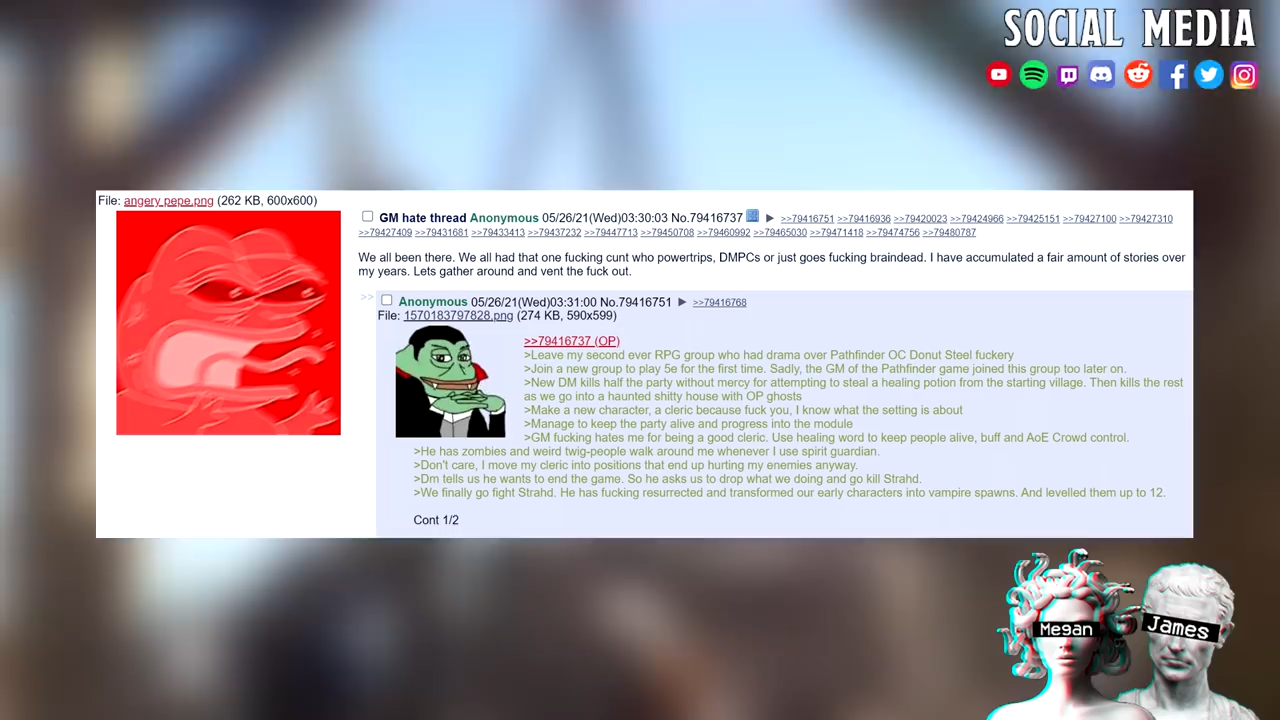 SOCIAL MEDIA
File: angery pepe.png (262 KB, 600x600)
GM hate thread Anonymous 05/26/21(Wed)03:30:03 No.79416737 ▶ >>79416751 >>79416936 >>79420023 >>79424966 >>79425151 >>79427100 >>79427310
>>79427409 >>79431681 >>79433413 >>79437232 >>79447713 >>79450708 >>79460992 >>79465030 >>79471418 >>79474756 >>79480787
We all been there. We all had that one fucking cunt who powertrips, DMPCs or just goes fucking braindead. I have accumulated a fair amount of stories over
my years. Lets gather around and vent the fuck out.
>> Anonymous 05/26/21(Wed)03:31:00 No.79416751 ▶ >>79416768
File: 1570183797828.png (274 KB, 590x599)
>>79416737 (OP)
>Leave my second ever RPG group who had drama over Pathfinder OC Donut Steel fuckery
>Join a new group to play 5e for the first time. Sadly, the GM of the Pathfinder game joined this group too later on.
>New DM kills half the party without mercy for attempting to steal a healing potion from the starting village. Then kills the rest
as we go into a haunted shitty house with OP ghosts
>Make a new character, a cleric because fuck you, I know what the setting is about
>Manage to keep the party alive and progress into the module
>GM fucking hates me for being a good cleric. Use healing word to keep people alive, buff and AoE Crowd control.
>He has zombies and weird twig-people walk around me whenever I use spirit guardian.
>Don't care, I move my cleric into positions that end up hurting my enemies anyway.
>Dm tells us he wants to end the game. So he asks us to drop what we doing and go kill Strahd.
>We finally go fight Strahd. He has fucking resurrected and transformed our early characters into vampire spawns. And levelled them up to 12.
Cont 1/2
Megan
James